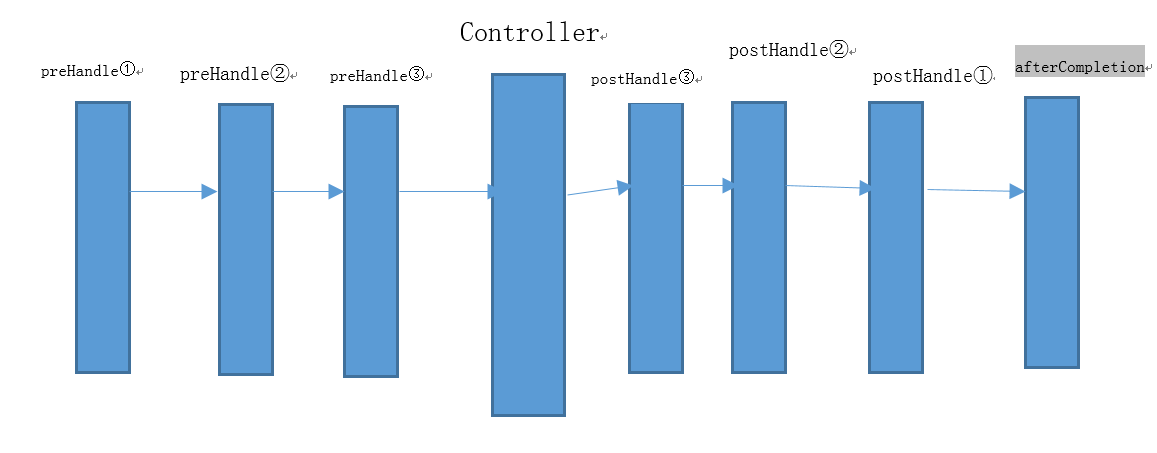 preHandle①
preHandle②
preHandle③
Controller
postHandle③
postHandle②
postHandle①
afterCompletion